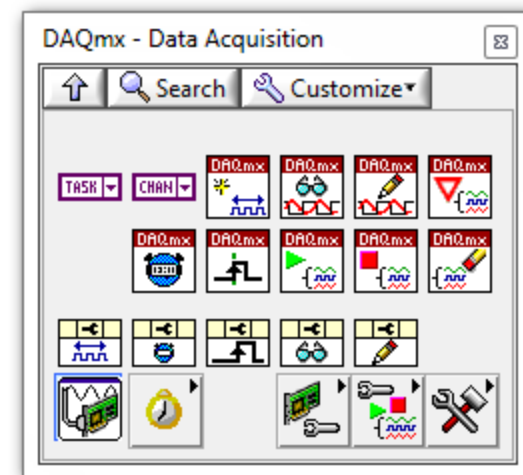 DAQmx - Data Acquisition
Search Customize
TASK CHAN DAQmx DAQmx DAQmx DAQmx
DAQmx DAQmx DAQmx DAQmx DAQmx